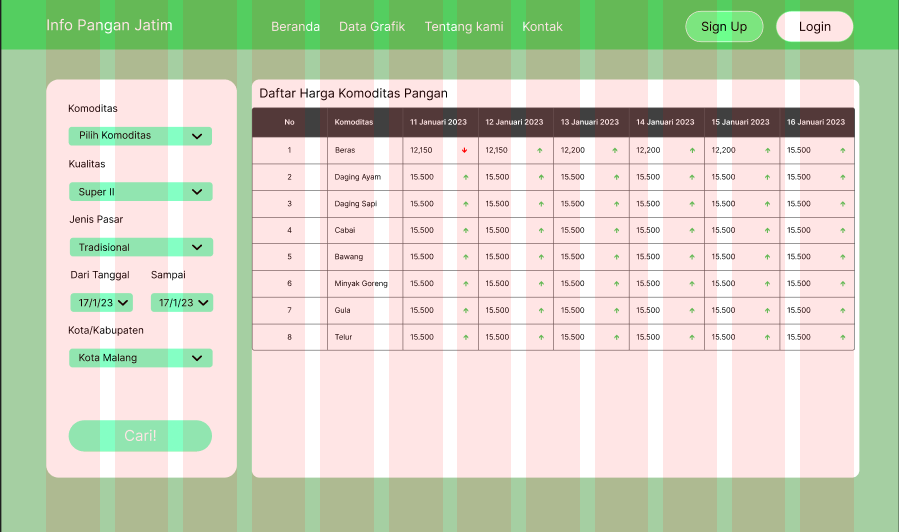 Info Pangan Jatim Beranda Data Grafik Tentang kami Kontak Sign Up Login
Komoditas
Pilih Komoditas
Kualitas
Super II
Jenis Pasar
Tradisional
Dari Tanggal Sampai
17/1/23 17/1/23
Kota/Kabupaten
Kota Malang
Cari!
Daftar Harga Komoditas Pangan
No Komoditas 11 Januari 2023 12 Januari 2023 13 Januari 2023 14 Januari 2023 15 Januari 2023 16 Januari 2023
1 Beras 12,150 12,150 12,200 12,200 12,200 15.500
2 Daging Ayam 15.500 15.500 15.500 15.500 15.500 15.500
3 Daging Sapi 15.500 15.500 15.500 15.500 15.500 15.500
4 Cabai 15.500 15.500 15.500 15.500 15.500 15.500
5 Bawang 15.500 15.500 15.500 15.500 15.500 15.500
6 Minyak Goreng 15.500 15.500 15.500 15.500 15.500 15.500
7 Gula 15.500 15.500 15.500 15.500 15.500 15.500
8 Telur 15.500 15.500 15.500 15.500 15.500 15.500